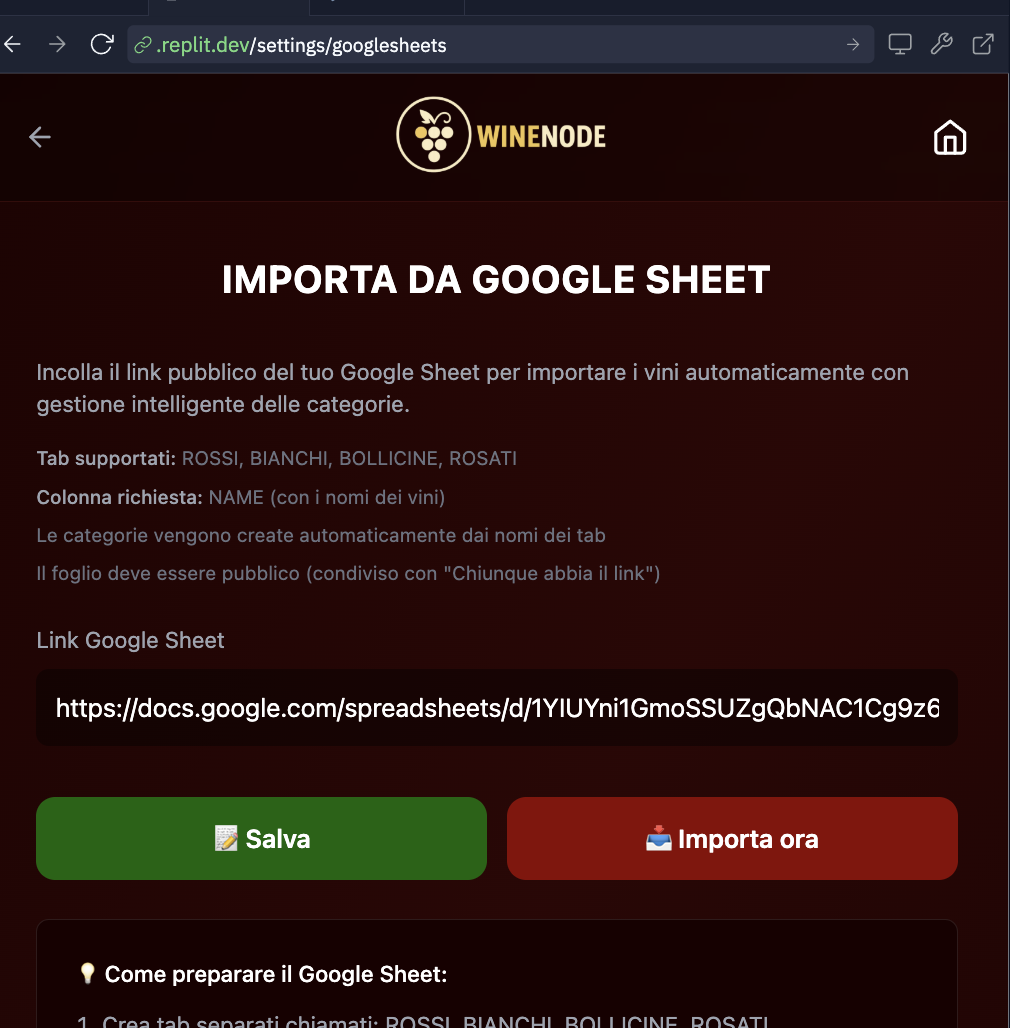 .replit.dev/settings/googlesheets
WINENODE
IMPORTA DA GOOGLE SHEET
Incolla il link pubblico del tuo Google Sheet per importare i vini automaticamente con
gestione intelligente delle categorie.
Tab supportati: ROSSI, BIANCHI, BOLLICINE, ROSATI
Colonna richiesta: NAME (con i nomi dei vini)
Le categorie vengono create automaticamente dai nomi dei tab
Il foglio deve essere pubblico (condiviso con "Chiunque abbia il link")
Link Google Sheet
https://docs.google.com/spreadsheets/d/1YIUYni1GmoSSUZgQbNAC1Cg9z6
📝 Salva
📥 Importa ora
💡 Come preparare il Google Sheet:
1. Crea tab separati chiamati: ROSSI, BIANCHI, BOLLICINE, ROSATI